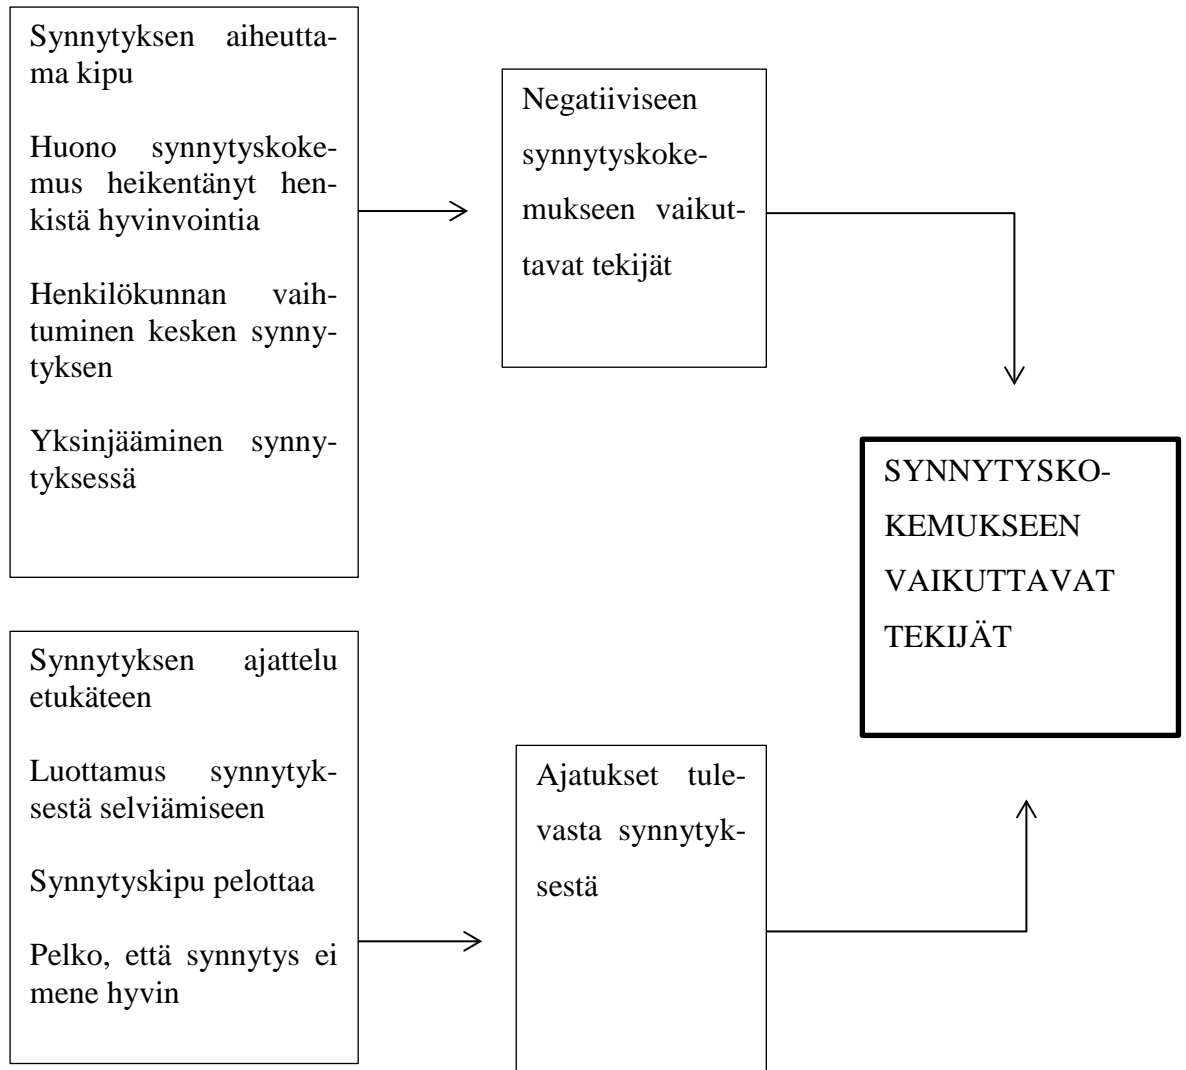 Synnytyksen aiheutta-
ma kipu
Huono synnytyskoke-
mus heikentänyt hen-
kistä hyvinvointia
Henkilökunnan vaih-
tuminen kesken synny-
tyksen
Yksinjääminen synny-
tyksessä
Negatiiviseen
synnytyskoke-
mukseen vaikut-
tavat tekijät
SYNNYTYSKO-
KEMUKSEEN
VAIKUTTAVAT
TEKIJÄT
Synnytyksen ajattelu
etukäteen
Luottamus synnytyk-
sestä selviämiseen
Synnytyskipu pelottaa
Pelko, että synnytys ei
mene hyvin
Ajatukset tule-
vasta synnytyk-
sestä